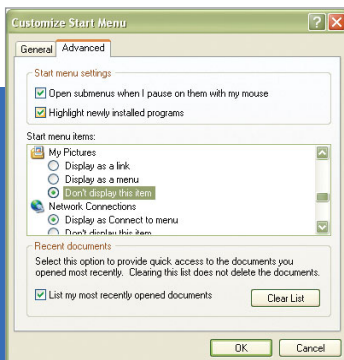 Customize Start Menu
General Advanced
Start menu settings
Open submenus when I pause on them with my mouse
Highlight newly installed programs
Start menu items:
My Pictures
Display as a link
Display as a menu
Don't display this item
Network Connections
Display as Connect to menu
Don't display this item
Recent documents
Select this option to provide quick access to the documents you
opened most recently. Clearing this list does not delete the documents.
List my most recently opened documents
Clear List
OK Cancel